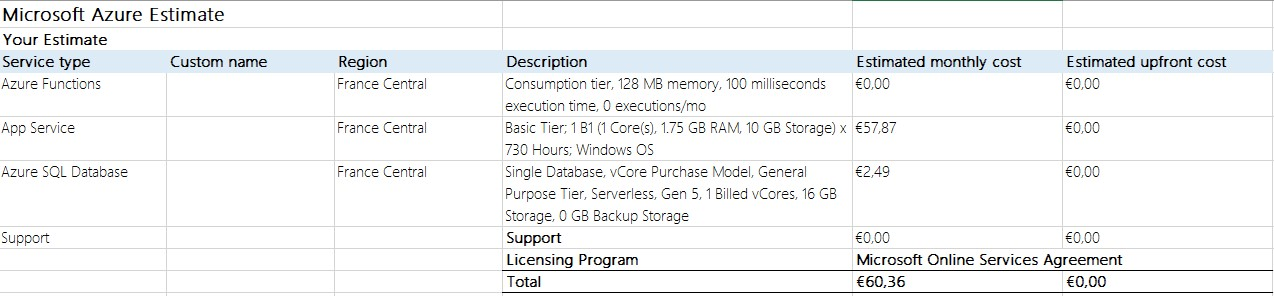 Microsoft Azure Estimate
Your Estimate
Service type Custom name Region Description Estimated monthly cost Estimated upfront cost
Azure Functions France Central Consumption tier, 128 MB memory, 100 milliseconds €0,00 €0,00
execution time, 0 executions/mo
App Service France Central Basic Tier; 1 B1 (1 Core(s), 1.75 GB RAM, 10 GB Storage) x €57,87 €0,00
730 Hours; Windows OS
Azure SQL Database France Central Single Database, vCore Purchase Model, General €2,49 €0,00
Purpose Tier, Serverless, Gen 5, 1 Billed vCores, 16 GB
Storage, 0 GB Backup Storage
Support Support €0,00 €0,00
Licensing Program Microsoft Online Services Agreement
Total €60,36 €0,00